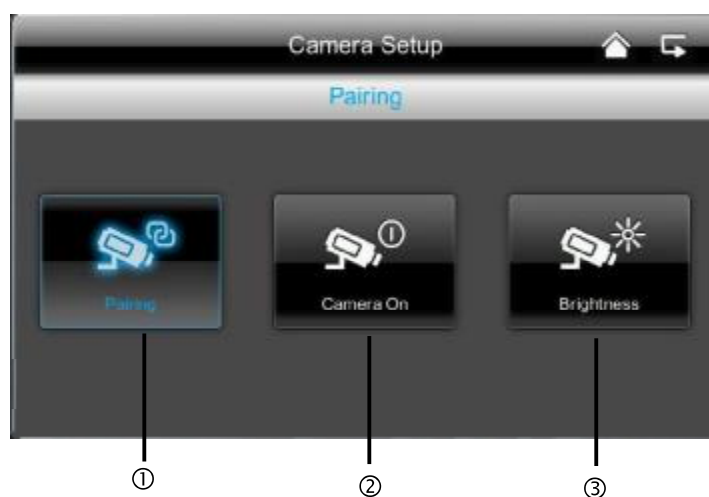 Camera Setup
Pairing
Pairing
Camera On
Brightness
① ② ③